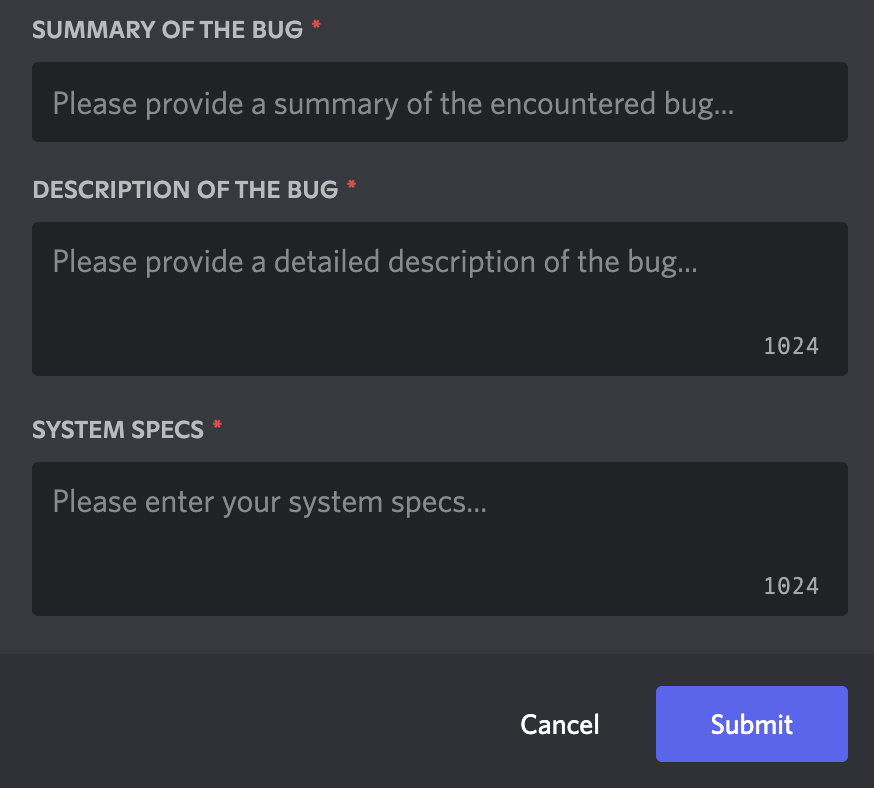 SUMMARY OF THE BUG *
Please provide a summary of the encountered bug...
DESCRIPTION OF THE BUG *
Please provide a detailed description of the bug...
1024
SYSTEM SPECS *
Please enter your system specs...
1024
Cancel Submit